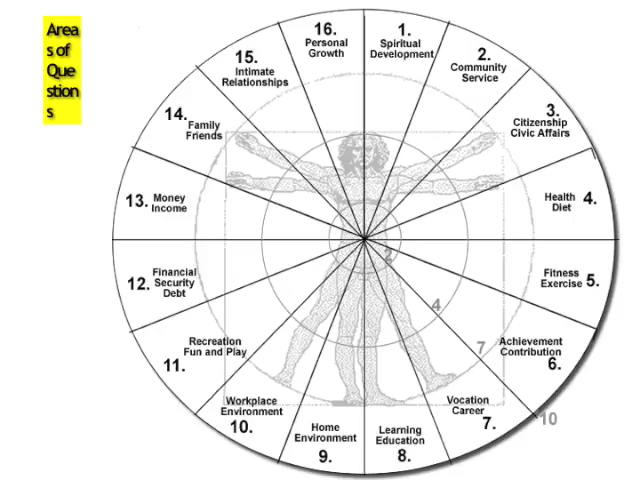 Area
s of
Que
stion
s
1.
Spiritual
Development
2.
Community
Service
3.
Citizenship
Civic Affairs
Health
Diet
4.
Fitness
Exercise
5.
Achievement
Contribution
6.
Vocation
Career
7.
Learning
Education
8.
Home
Environment
9.
Workplace
Environment
10.
Recreation
Fun and Play
11.
12.
Financial
Security
Debt
13.
Money
Income
14.
Family
Friends
15.
Intimate
Relationships
16.
Personal
Growth
2
4
7
10